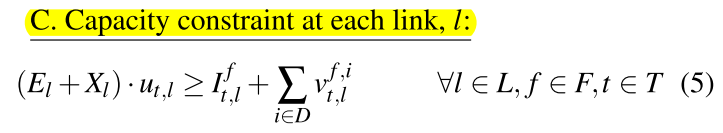 C. Capacity constraint at each link, l:
(E_l + X_l) · u_{t,l} ≥ I^f_{t,l} + ∑_{i∈D} v^{f,i}_{t,l} ∀l ∈ L, f ∈ F, t ∈ T (5)